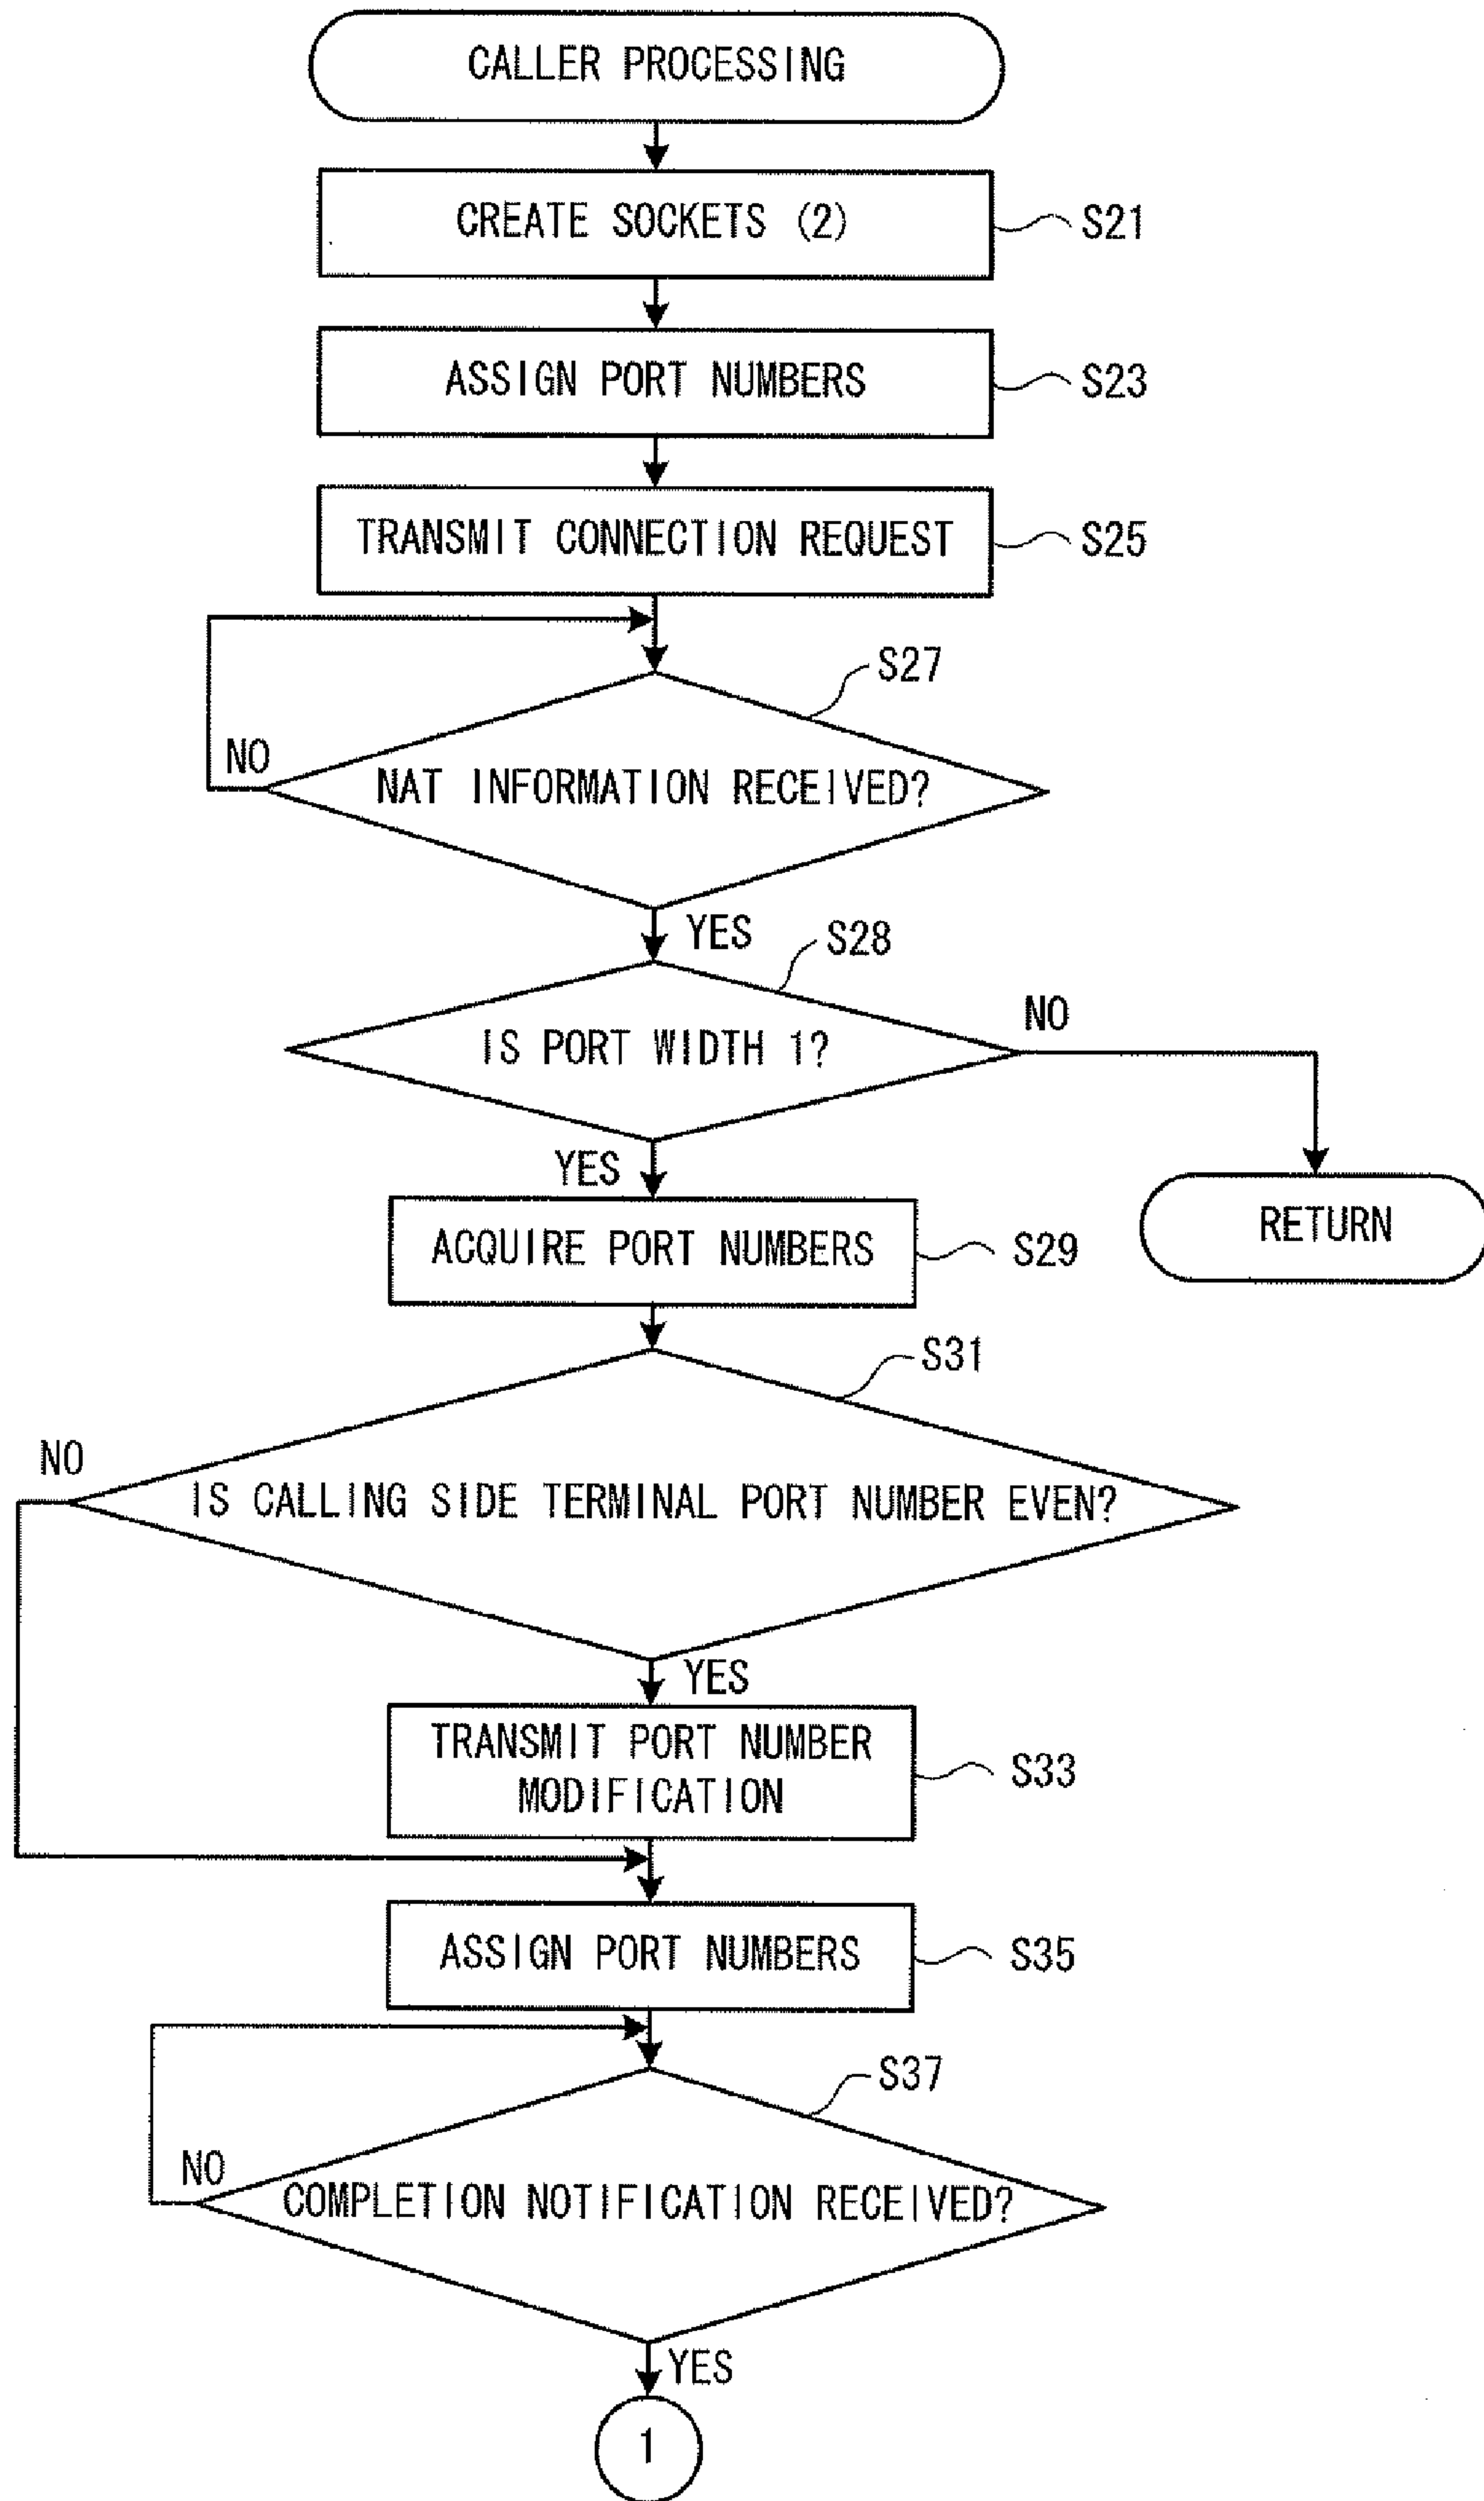 CALLER PROCESSING
CREATE SOCKETS (2)
S21
ASSIGN PORT NUMBERS
S23
TRANSMIT CONNECTION REQUEST
S25
S27
NO
NAT INFORMATION RECEIVED?
YES
S28
NO
IS PORT WIDTH 1?
YES
RETURN
ACQUIRE PORT NUMBERS
S29
S31
NO
IS CALLING SIDE TERMINAL PORT NUMBER EVEN?
YES
TRANSMIT PORT NUMBER
MODIFICATION
S33
ASSIGN PORT NUMBERS
S35
S37
NO
COMPLETION NOTIFICATION RECEIVED?
YES
1